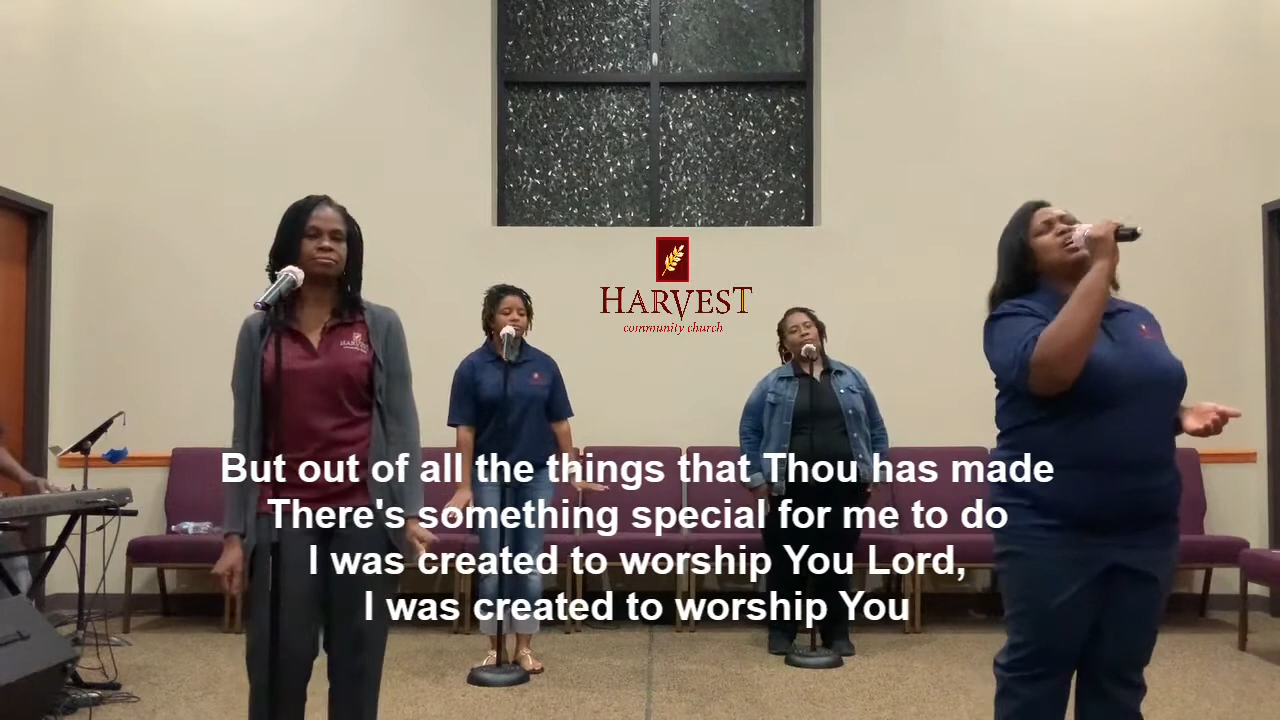 HARVEST
community church
HARVEST
But out of all the things that Thou has made
There's something special for me to do
I was created to worship You Lord,
I was created to worship You